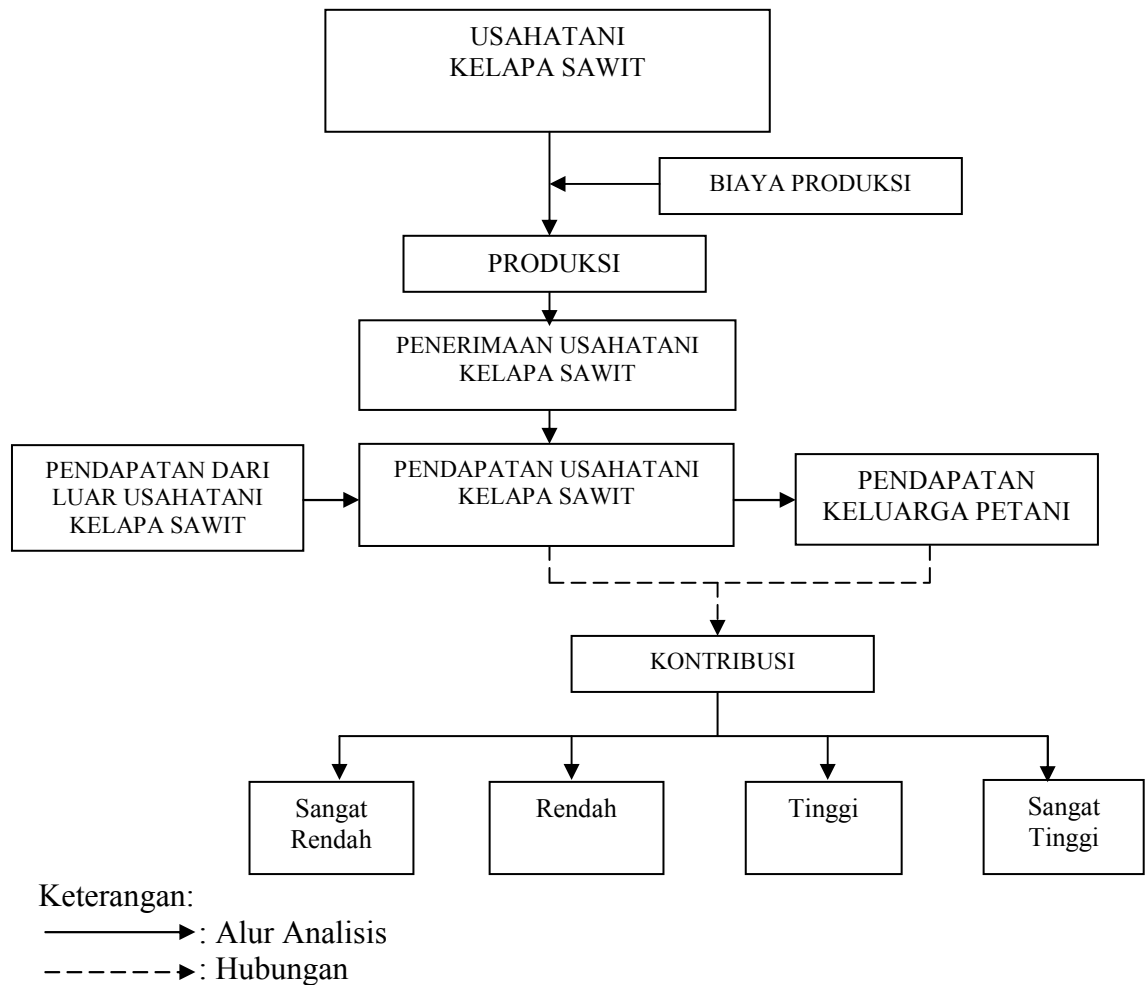 USAHATANI
KELAPA SAWIT
BIAYA PRODUKSI
PRODUKSI
PENERIMAAN USAHATANI
KELAPA SAWIT
PENDAPATAN DARI
LUAR USAHATANI
KELAPA SAWIT
PENDAPATAN USAHATANI
KELAPA SAWIT
PENDAPATAN
KELUARGA PETANI
KONTRIBUSI
Sangat
Rendah
Rendah
Tinggi
Sangat
Tinggi
Keterangan:
: Alur Analisis
: Hubungan